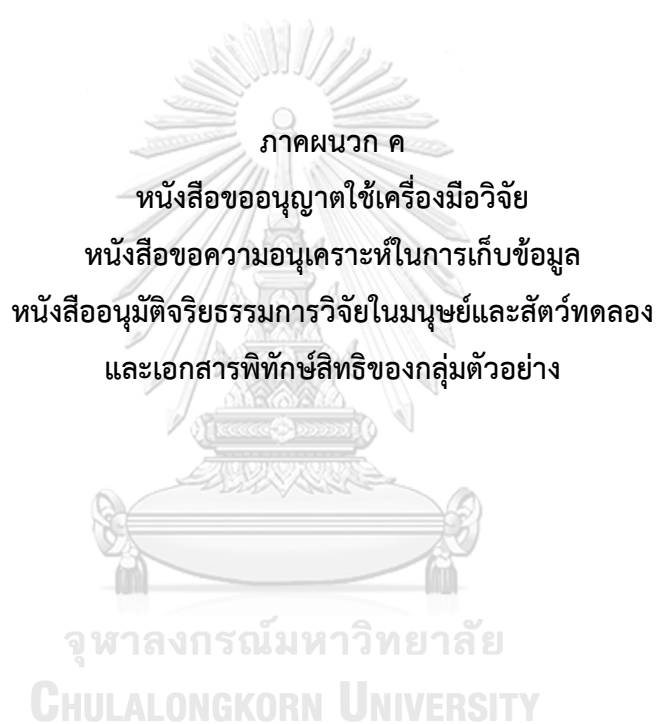 ภาคผนวก ค
หนังสือขออนุญาตใช้เครื่องมือวิจัย
หนังสือขอความอนุเคราะห์ในการเก็บข้อมูล
หนังสืออนุมัติจริยธรรมการวิจัยในมนุษย์และสัตว์ทดลอง
และเอกสารพิทักษ์สิทธิของกลุ่มตัวอย่าง
จุฬาลงกรณ์มหาวิทยาลัย
CHULALONGKORN UNIVERSITY